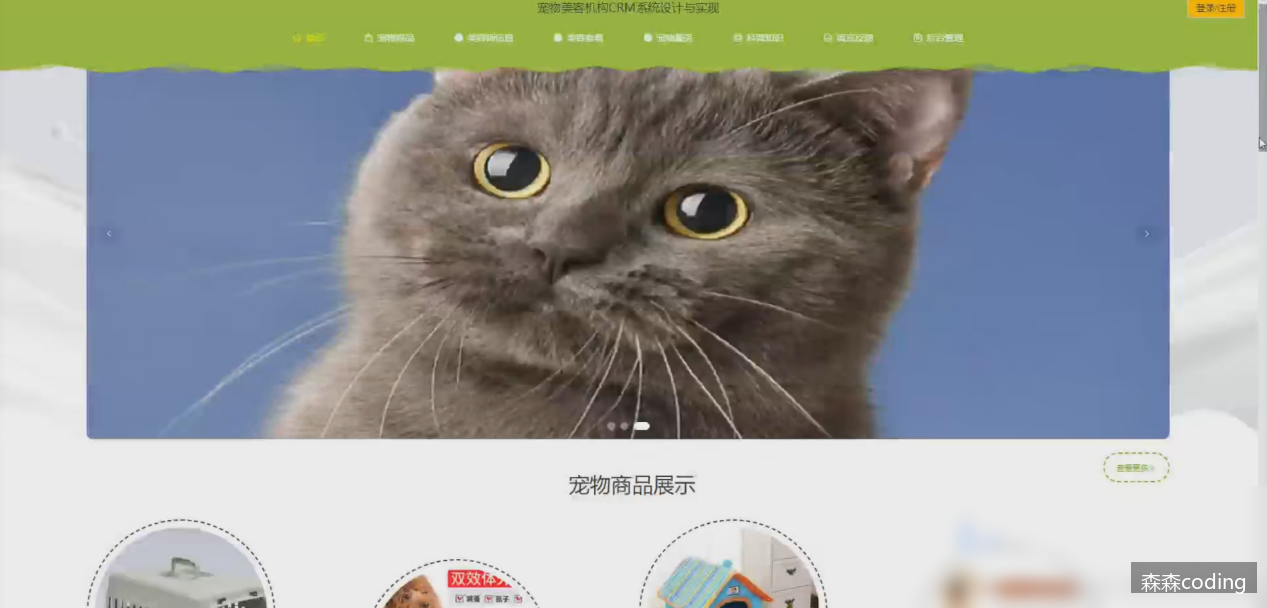 宠物美容机构CRM系统设计与实现
登录/注册
首页
宠物商品
美容师信息
美容套餐
宠物服务
科普知识
留言反馈
后台管理
宠物商品展示
查看更多
双效体外
森森coding